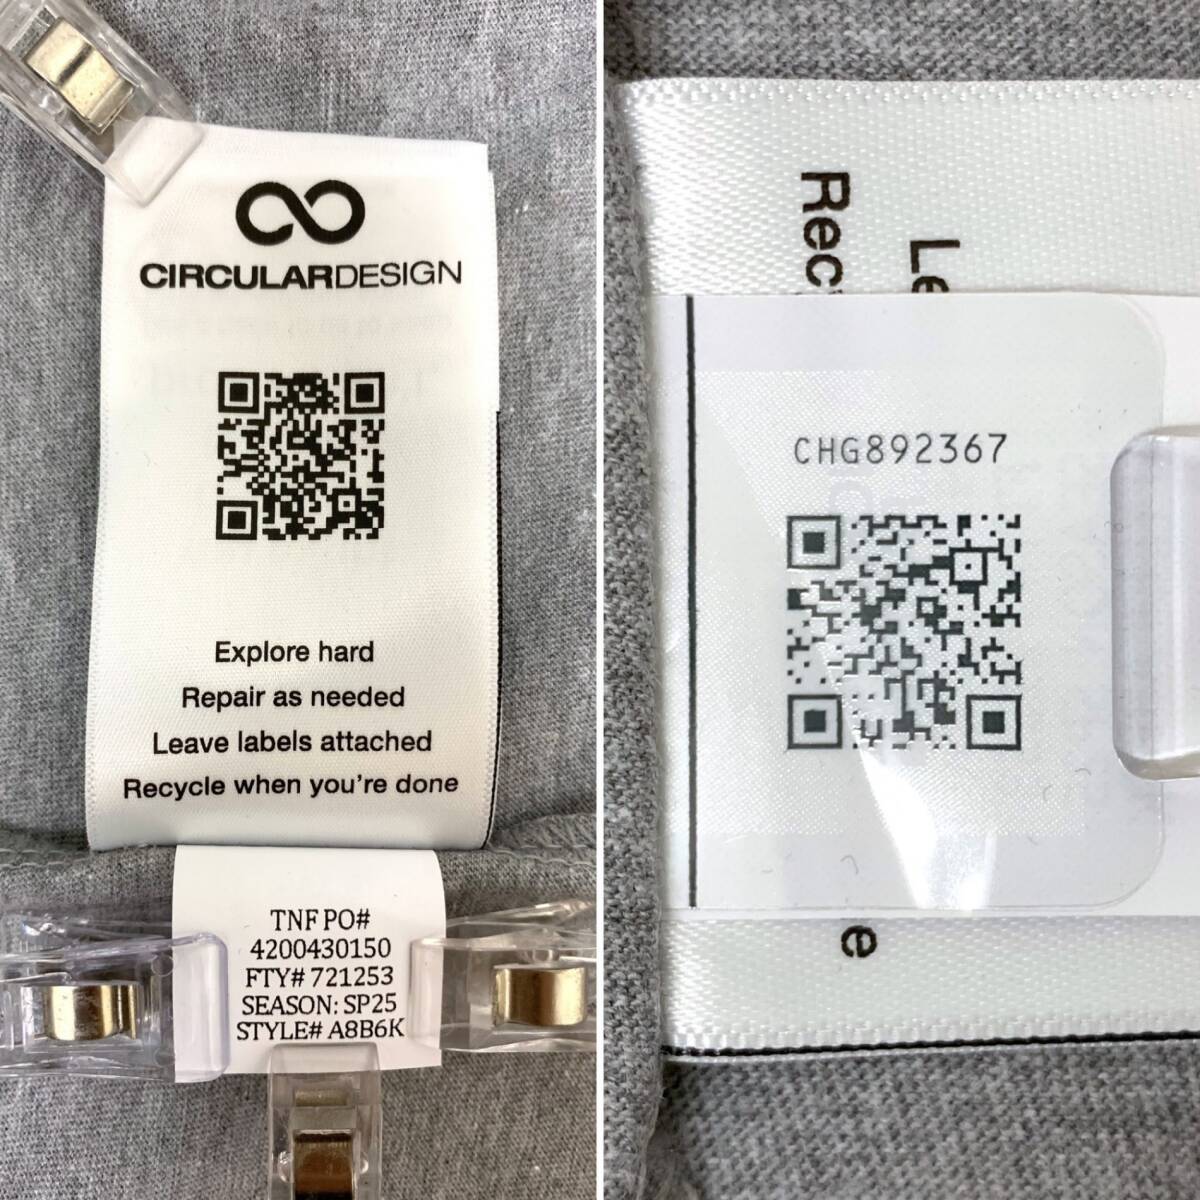 CIRCULARDESIGN
Explore hard
Repair as needed
Leave labels attached
Recycle when you're done
TNF PO#
4200430150
FTY# 721253
SEASON: SP25
STYLE# A8B6K
Le
Rec
CHG892367
e